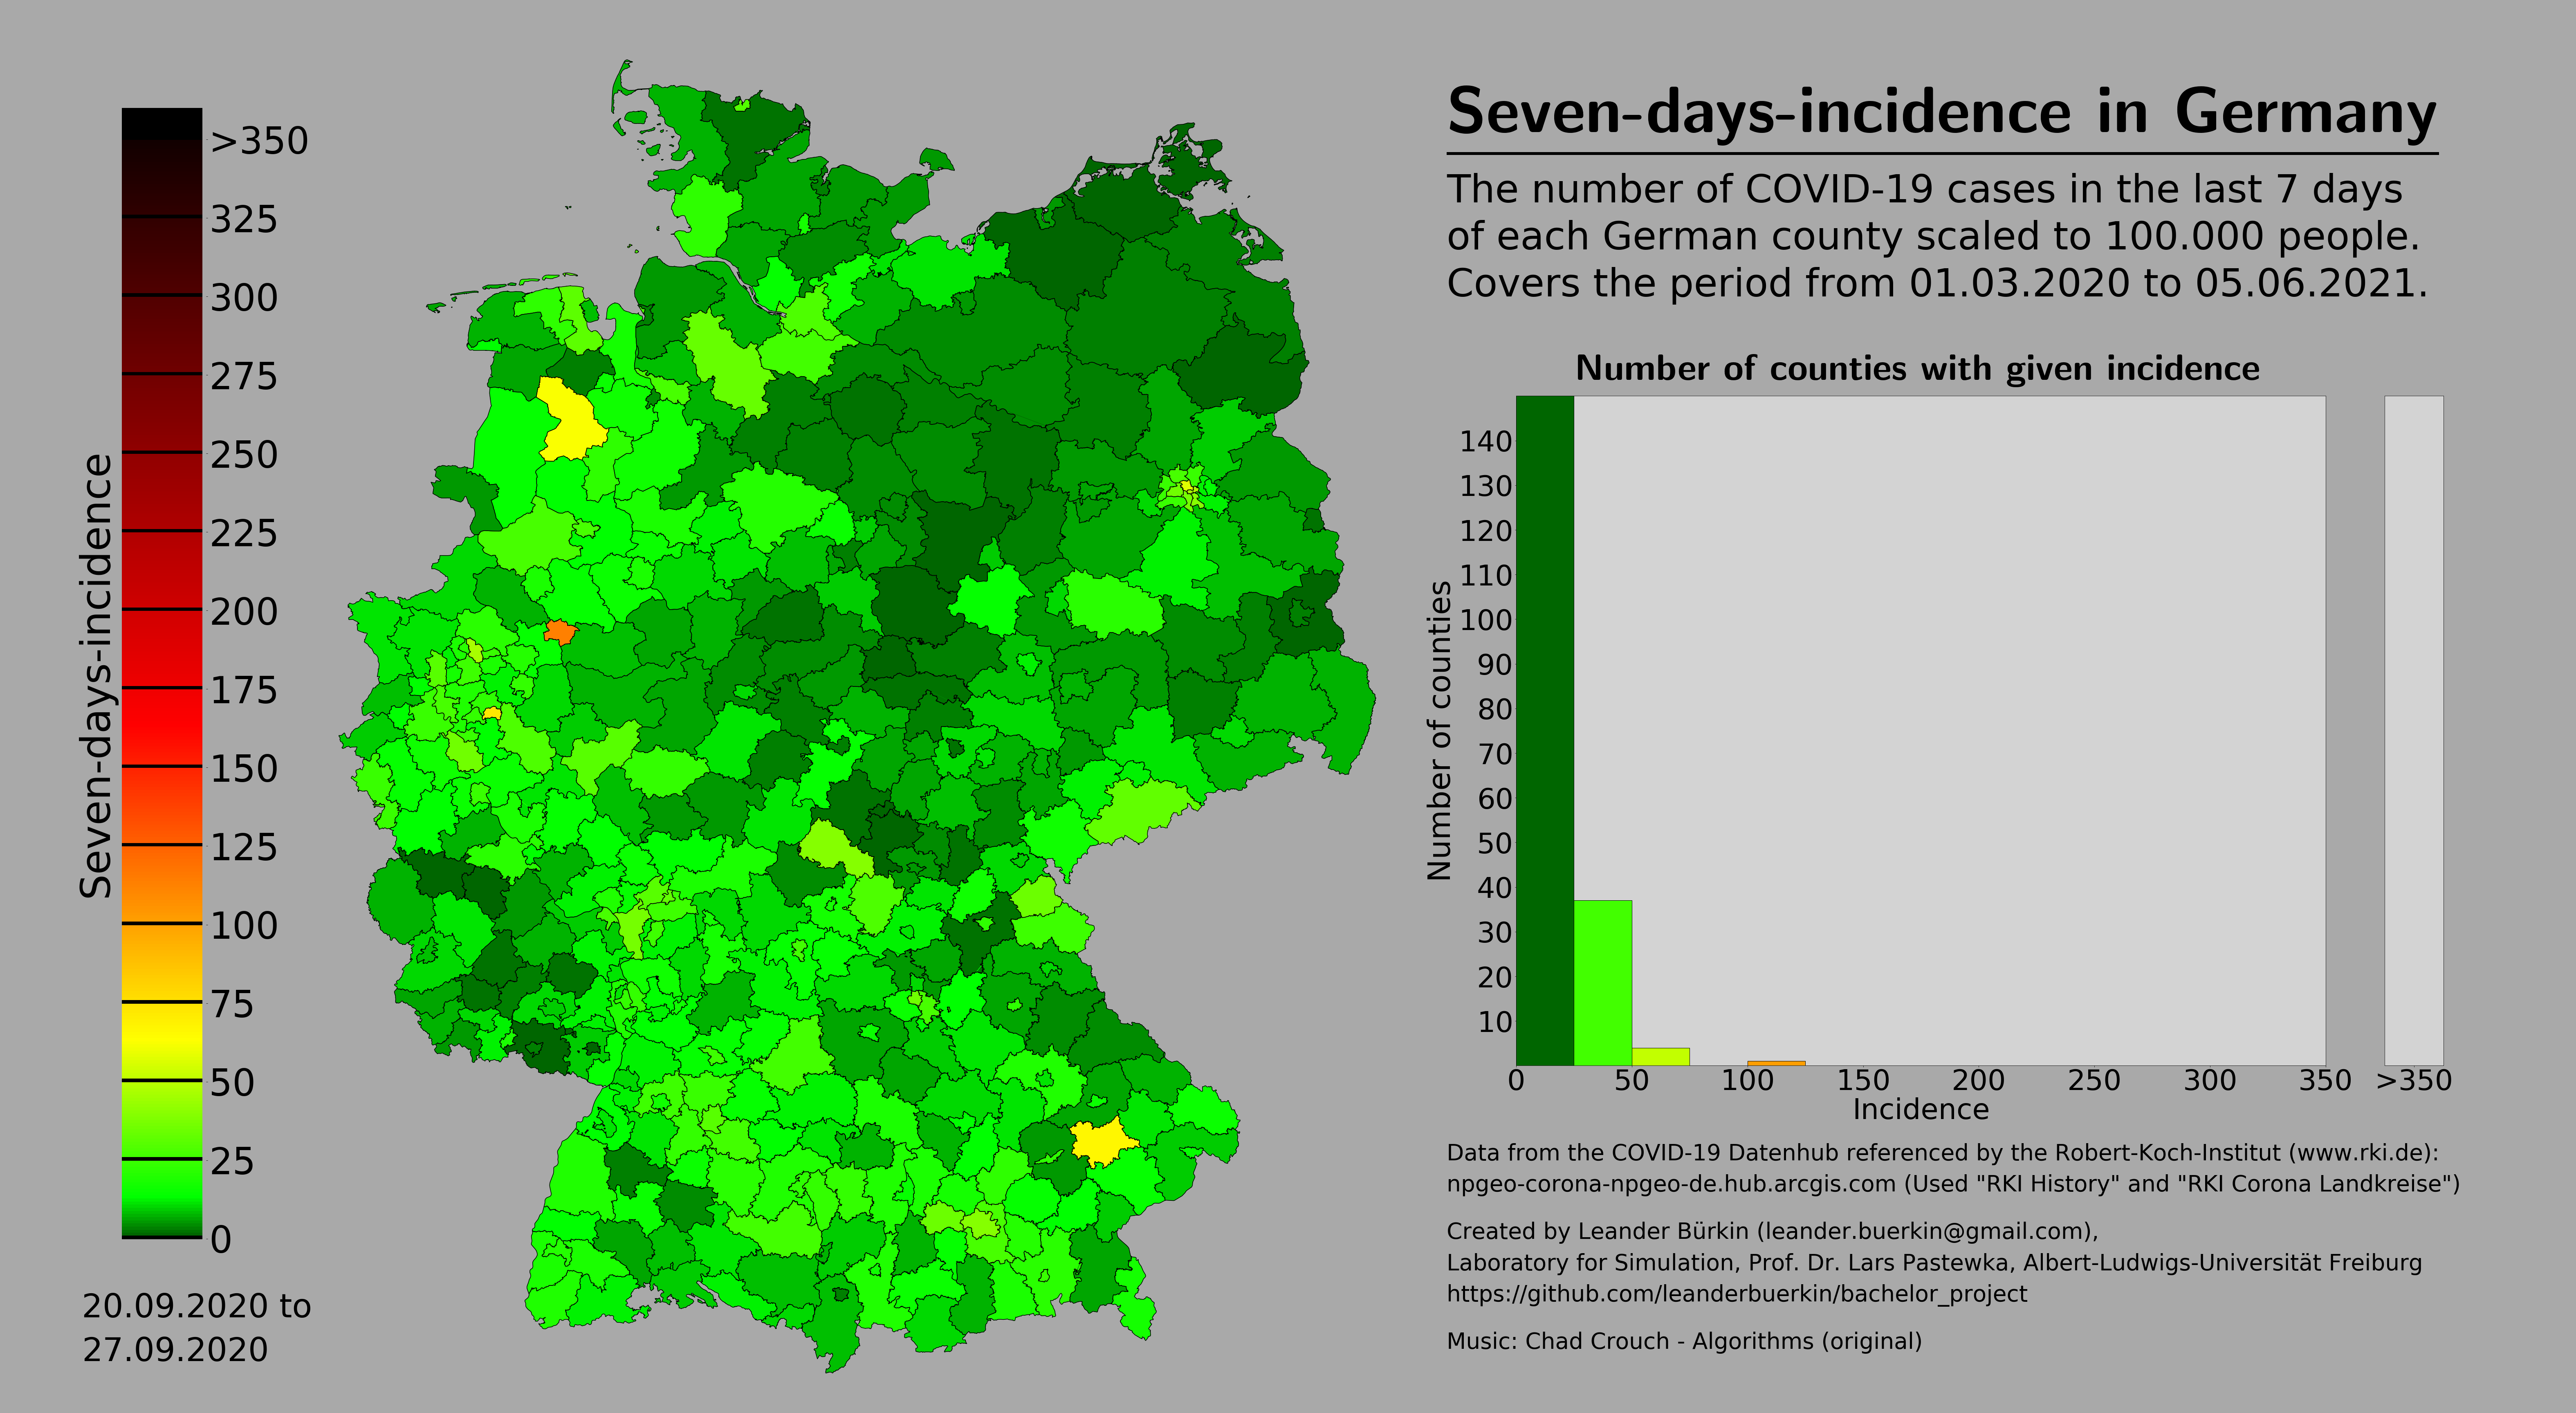 Seven-days-incidence
>350
325
300
275
250
225
200
175
150
125
100
75
50
25
0
20.09.2020 to
27.09.2020
Seven-days-incidence in Germany
The number of COVID-19 cases in the last 7 days
of each German county scaled to 100.000 people.
Covers the period from 01.03.2020 to 05.06.2021.
Number of counties with given incidence
Number of counties
140
130
120
110
100
90
80
70
60
50
40
30
20
10
0 50 100 150 200 250 300 350 >350
Incidence
Data from the COVID-19 Datenhub referenced by the Robert-Koch-Institut (www.rki.de):
npgeo-corona-npgeo-de.hub.arcgis.com (Used "RKI History" and "RKI Corona Landkreise")
Created by Leander Bürkin (leander.buerkin@gmail.com),
Laboratory for Simulation, Prof. Dr. Lars Pastewka, Albert-Ludwigs-Universität Freiburg
https://github.com/leanderbuerkin/bachelor_project
Music: Chad Crouch - Algorithms (original)